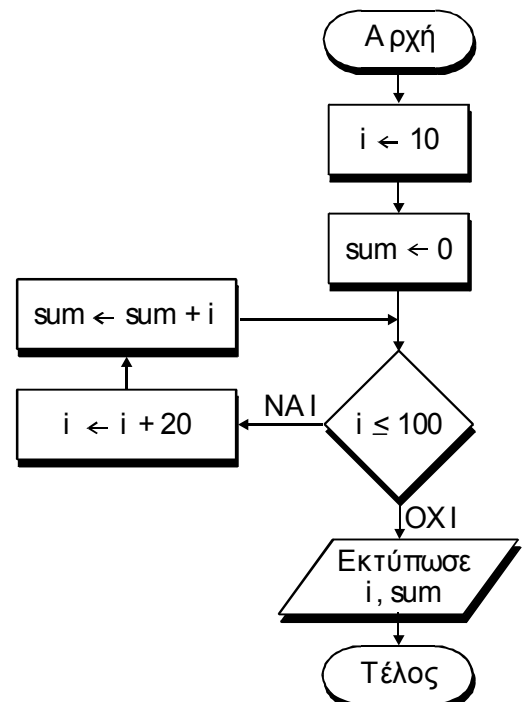 Αρχή
i ← 10
sum ← 0
sum ← sum + i
i ← i + 20
ΝΑΙ
i ≤ 100
ΟΧΙ
Εκτύπωσε
i, sum
Τέλος